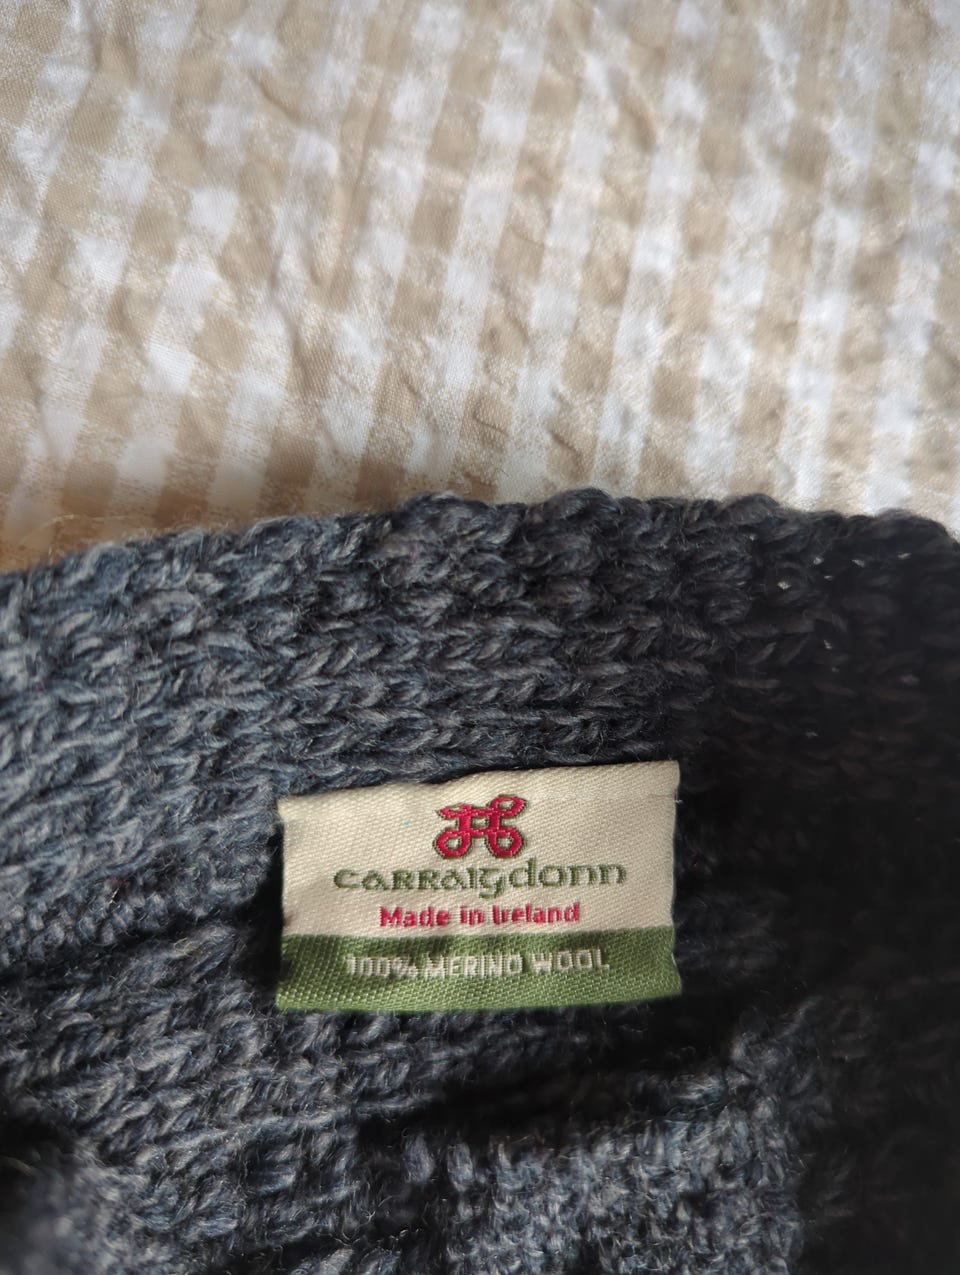 carraigdonn
Made in Ireland
100% MERINO WOOL